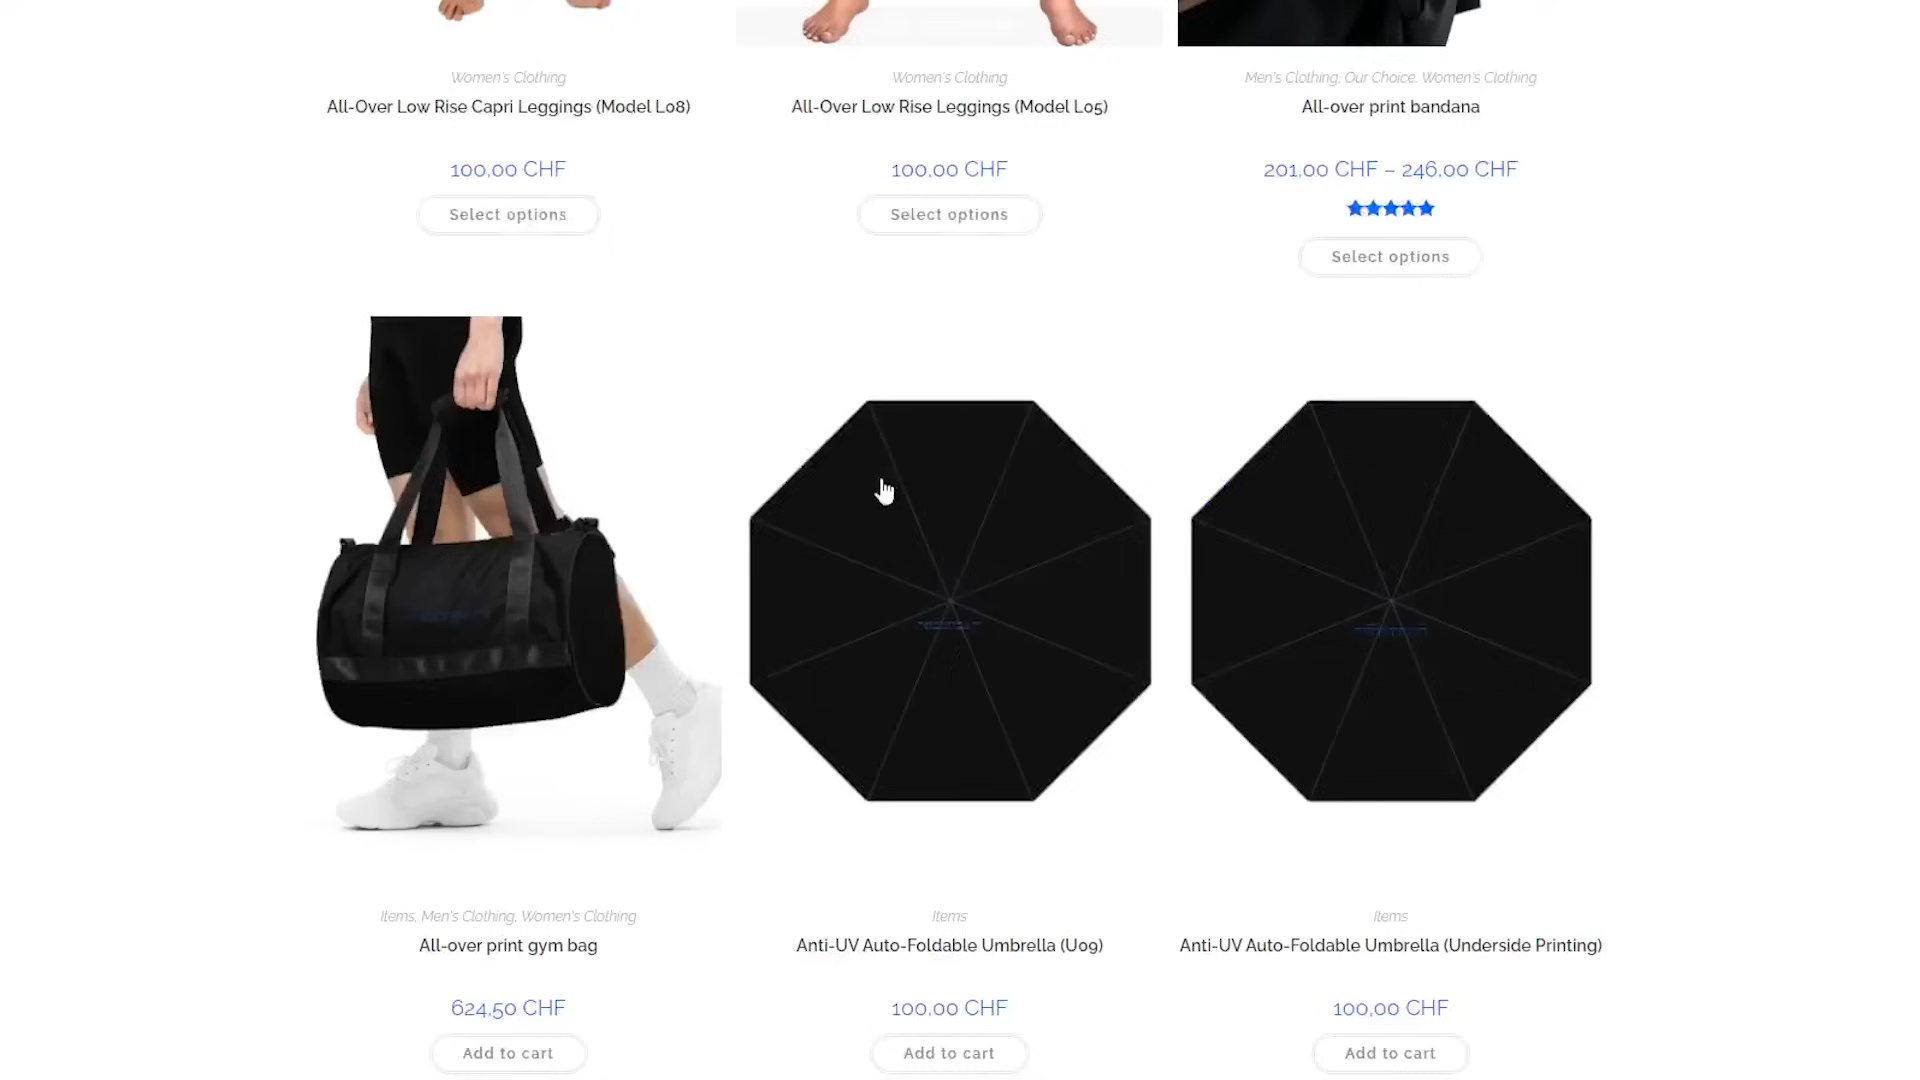 Women's Clothing
All-Over Low Rise Capri Leggings (Model L08)
100,00 CHF
Select options
Women's Clothing
All-Over Low Rise Leggings (Model L05)
100,00 CHF
Select options
Men's Clothing, Our Choice, Women's Clothing
All-over print bandana
201,00 CHF – 246,00 CHF
Select options
Items, Men's Clothing, Women's Clothing
All-over print gym bag
624,50 CHF
Add to cart
Items
Anti-UV Auto-Foldable Umbrella (U09)
100,00 CHF
Add to cart
Items
Anti-UV Auto-Foldable Umbrella (Underside Printing)
100,00 CHF
Add to cart